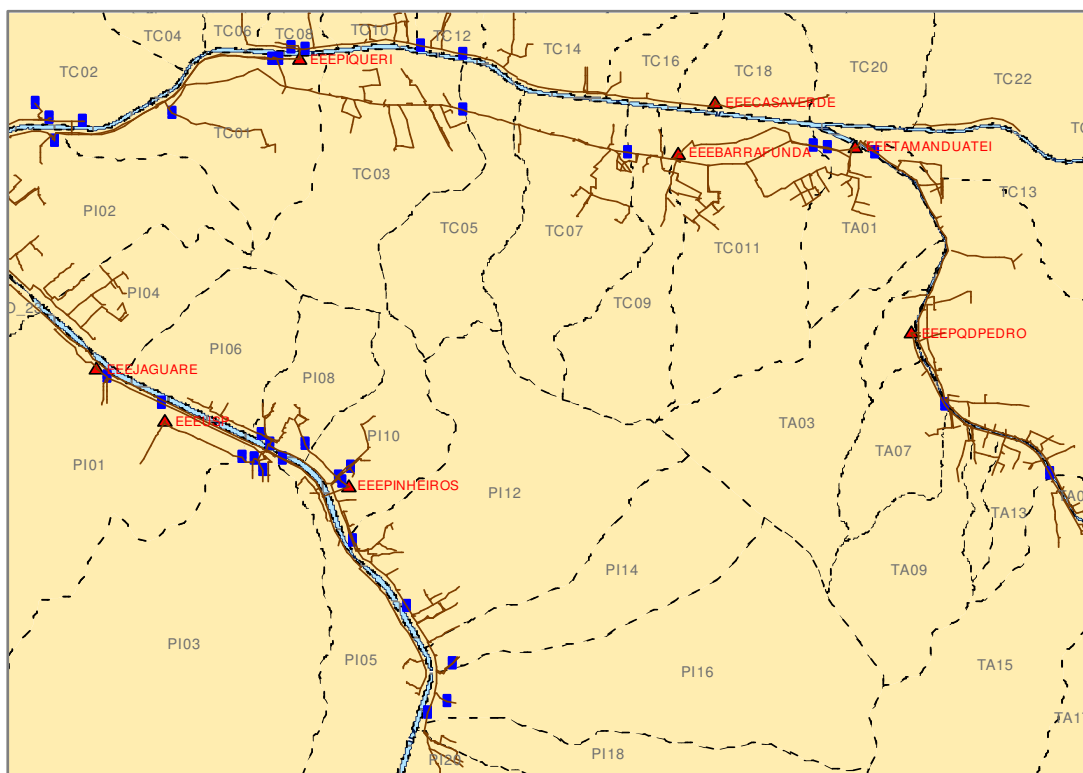 TC04
TC06
TC08
TC10
TC12
TC14
TC16
TC18
TC20
TC22
TC02
EEEPIQUERI
EEECASAVERDE
TC01
EEEBARRAFUNDA
EEETAMANDUATEI
TC03
TC13
PI02
TC05
TC07
TC011
TA01
PI04
TC09
EEEPQDPEDRO
PI06
EEEJAGUARE
PI08
PI10
TA03
TA07
PI01
EEEPINHEIROS
PI12
TA13
PI14
TA09
PI03
PI05
PI16
TA15
PI18
PI20